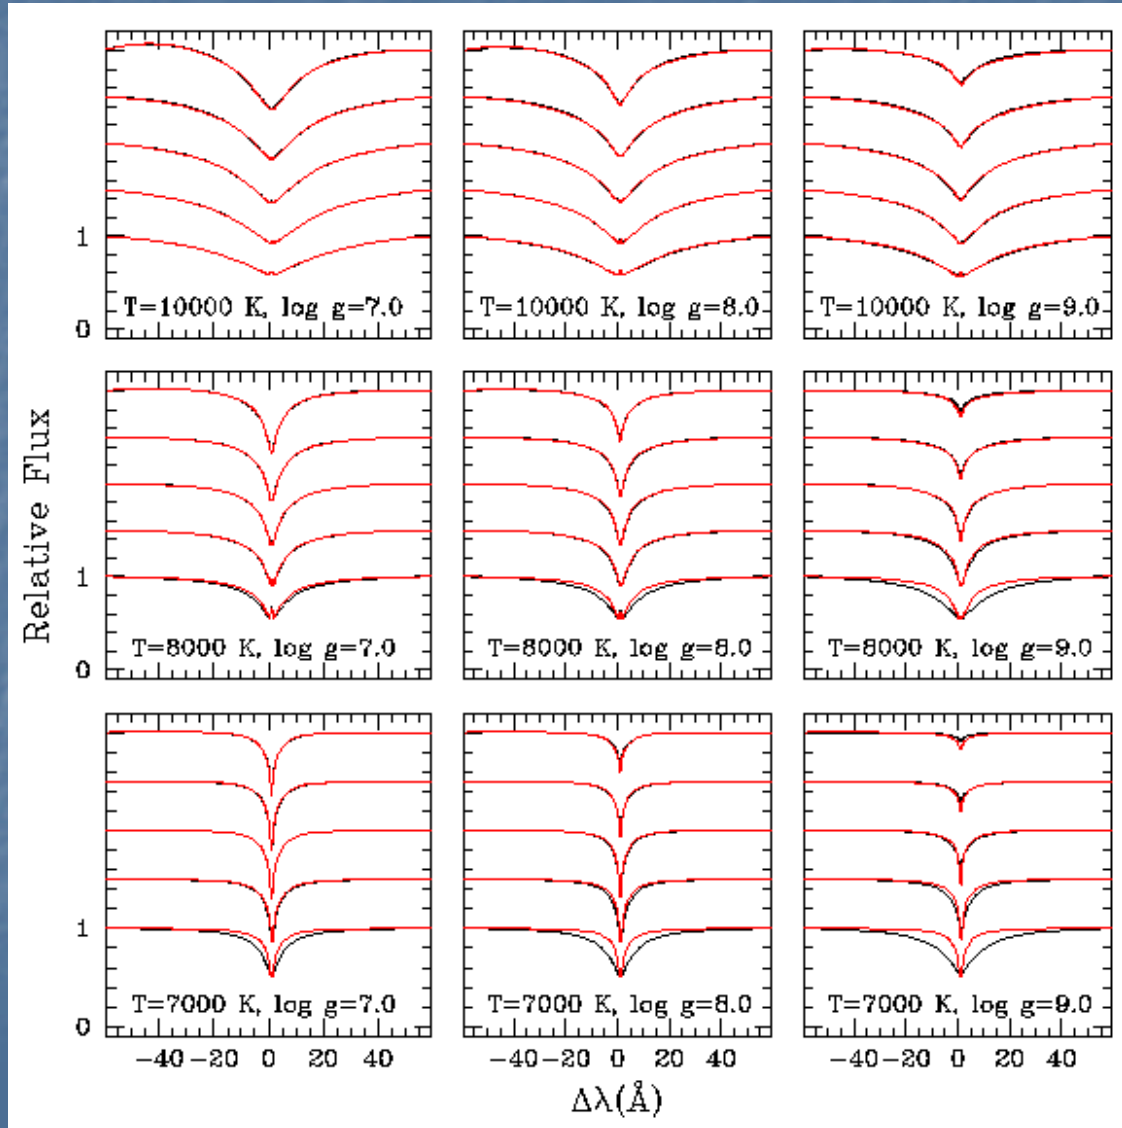 1
0
T=10000 K, log g=7.0
T=10000 K, log g=8.0
T=10000 K, log g=9.0
Relative Flux
1
0
T=8000 K, log g=7.0
T=8000 K, log g=8.0
T=8000 K, log g=9.0
1
0
T=7000 K, log g=7.0
T=7000 K, log g=8.0
T=7000 K, log g=9.0
−40 −20 0 20 40
−40 −20 0 20 40
−40 −20 0 20 40
Δλ(Å)